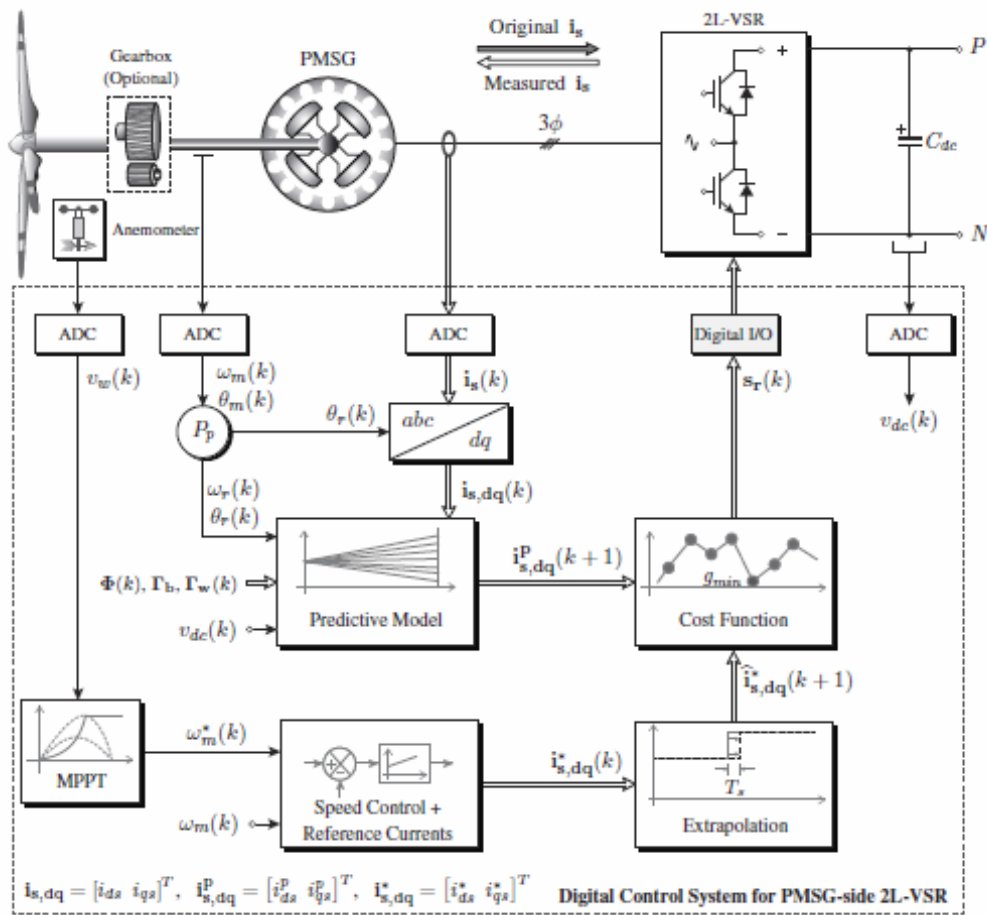 2L-VSR
Original i_s
Measured i_s
Gearbox
(Optional)
PMSG
3ϕ
+
−
P
+
C_dc
N
Anemometer
ADC
ADC
ADC
Digital I/O
ADC
v_w(k)
ω_m(k)
θ_m(k)
i_s(k)
s_r(k)
v_dc(k)
P_p
θ_r(k)
abc
dq
ω_r(k)
θ_r(k)
i_s,dq(k)
Φ(k), Γ_b, Γ_w(k)
v_dc(k)
Predictive Model
i^p_s,dq(k+1)
g_min
Cost Function
î*_s,dq(k+1)
MPPT
ω*_m(k)
ω_m(k)
+
−
Speed Control +
Reference Currents
i*_s,dq(k)
T_s
Extrapolation
i_s,dq = [i_ds i_qs]^T, i^p_s,dq = [i^p_ds i^p_qs]^T, i*_s,dq = [i*_ds i*_qs]^T
Digital Control System for PMSG-side 2L-VSR